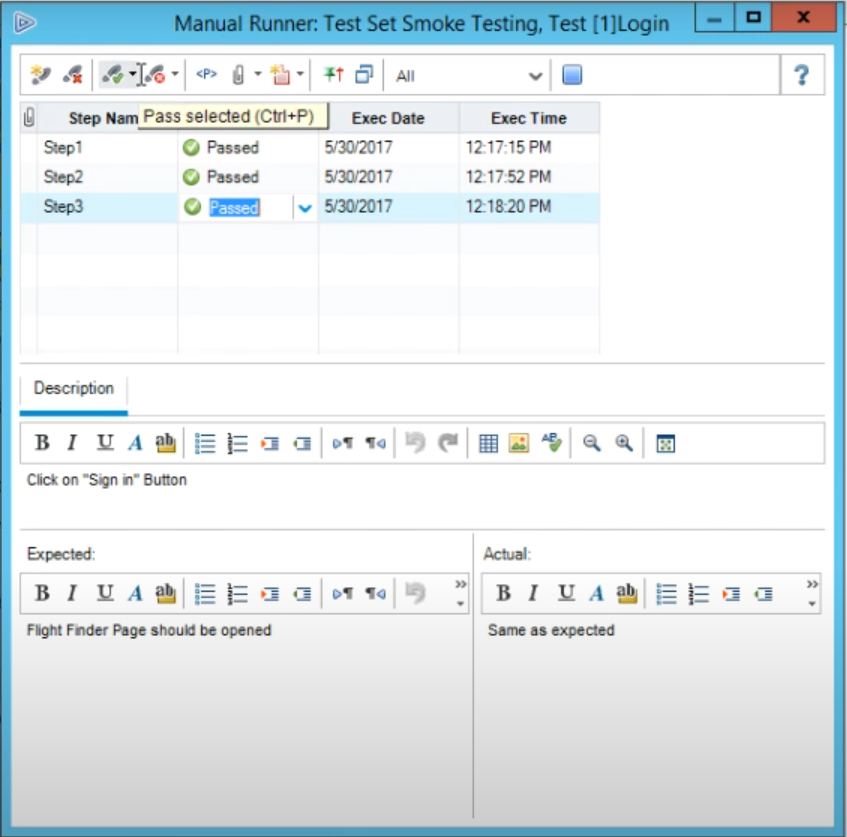 Manual Runner: Test Set Smoke Testing, Test [1]Login
<P> All ?
Step Nam Pass selected (Ctrl+P) Exec Date Exec Time
Step1 Passed 5/30/2017 12:17:15 PM
Step2 Passed 5/30/2017 12:17:52 PM
Step3 Passed 5/30/2017 12:18:20 PM
Description
B I U A ab
Click on "Sign in" Button
Expected: Actual:
B I U A ab B I U A ab
Flight Finder Page should be opened Same as expected